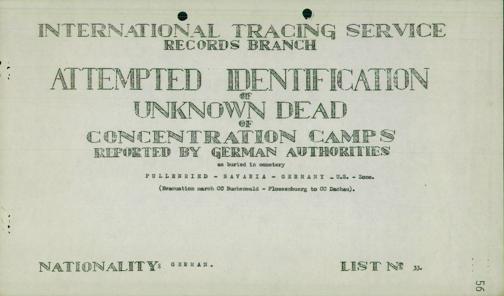 INTERNATIONAL TRACING SERVICE
RECORDS BRANCH
ATTEMPTED IDENTIFICATION
OF
UNKNOWN DEAD
OF
CONCENTRATION CAMPS
REPORTED BY GERMAN AUTHORITIES
as buried in cemetery
PULLENRIED - BAVARIA - GERMANY - U.S. - Zone.
(Evacuation march CC Buchenwald - Flossenbuerg to CC Dachau).
NATIONALITY: GERMAN.
LIST No 33.
56